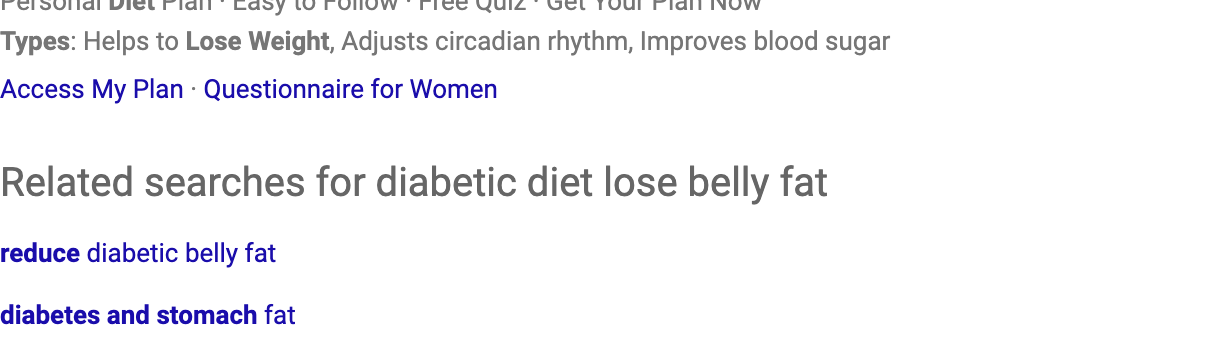 Personal Diet Plan · Easy to Follow · Free Quiz · Get Your Plan Now
Types: Helps to Lose Weight, Adjusts circadian rhythm, Improves blood sugar
Access My Plan · Questionnaire for Women
Related searches for diabetic diet lose belly fat
reduce diabetic belly fat
diabetes and stomach fat